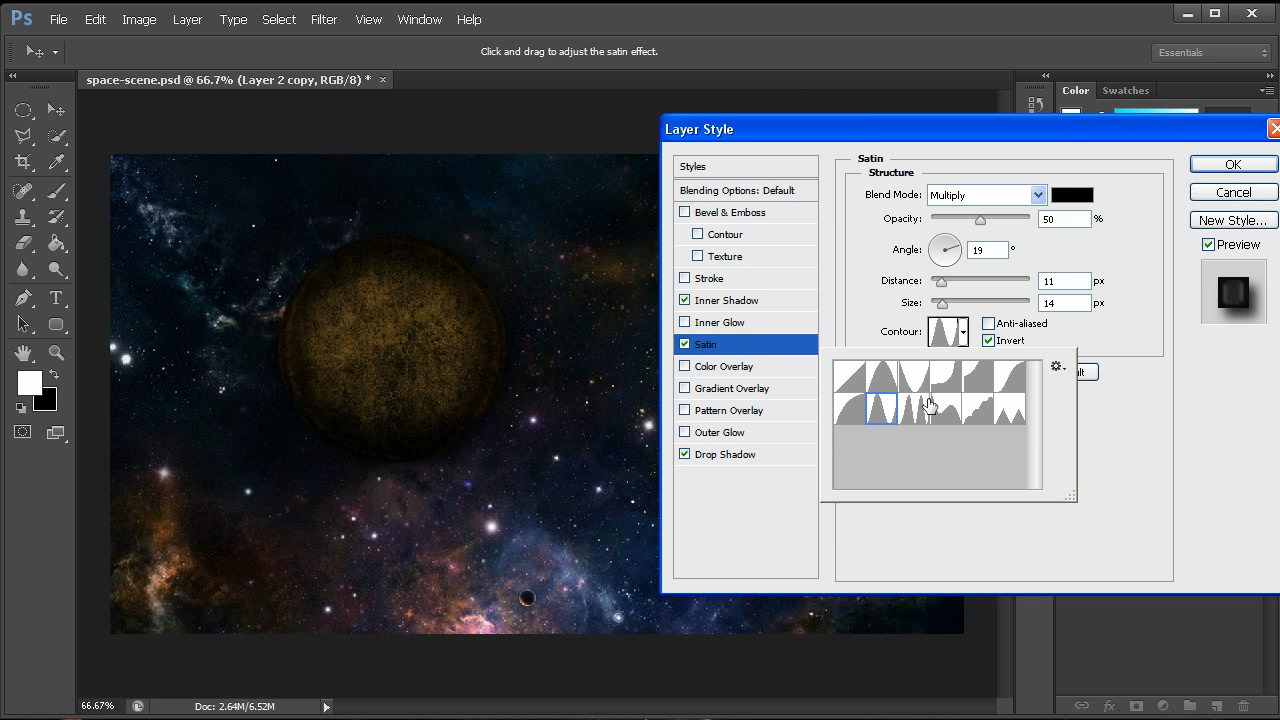 Ps File Edit Image Layer Type Select Filter View Window Help
Click and drag to adjust the satin effect.
Essentials
space-scene.psd @ 66.7% (Layer 2 copy, RGB/8) *
Color Swatches
Layer Style
Styles
Blending Options: Default
Bevel & Emboss
Contour
Texture
Stroke
Inner Shadow
Inner Glow
Satin
Color Overlay
Gradient Overlay
Pattern Overlay
Outer Glow
Drop Shadow
Satin
Structure
Blend Mode: Multiply
Opacity: 50 %
Angle: 19 °
Distance: 11 px
Size: 14 px
Contour: Anti-aliased
Invert
OK
Cancel
New Style...
Preview
66.67% Doc: 2.64M/6.52M